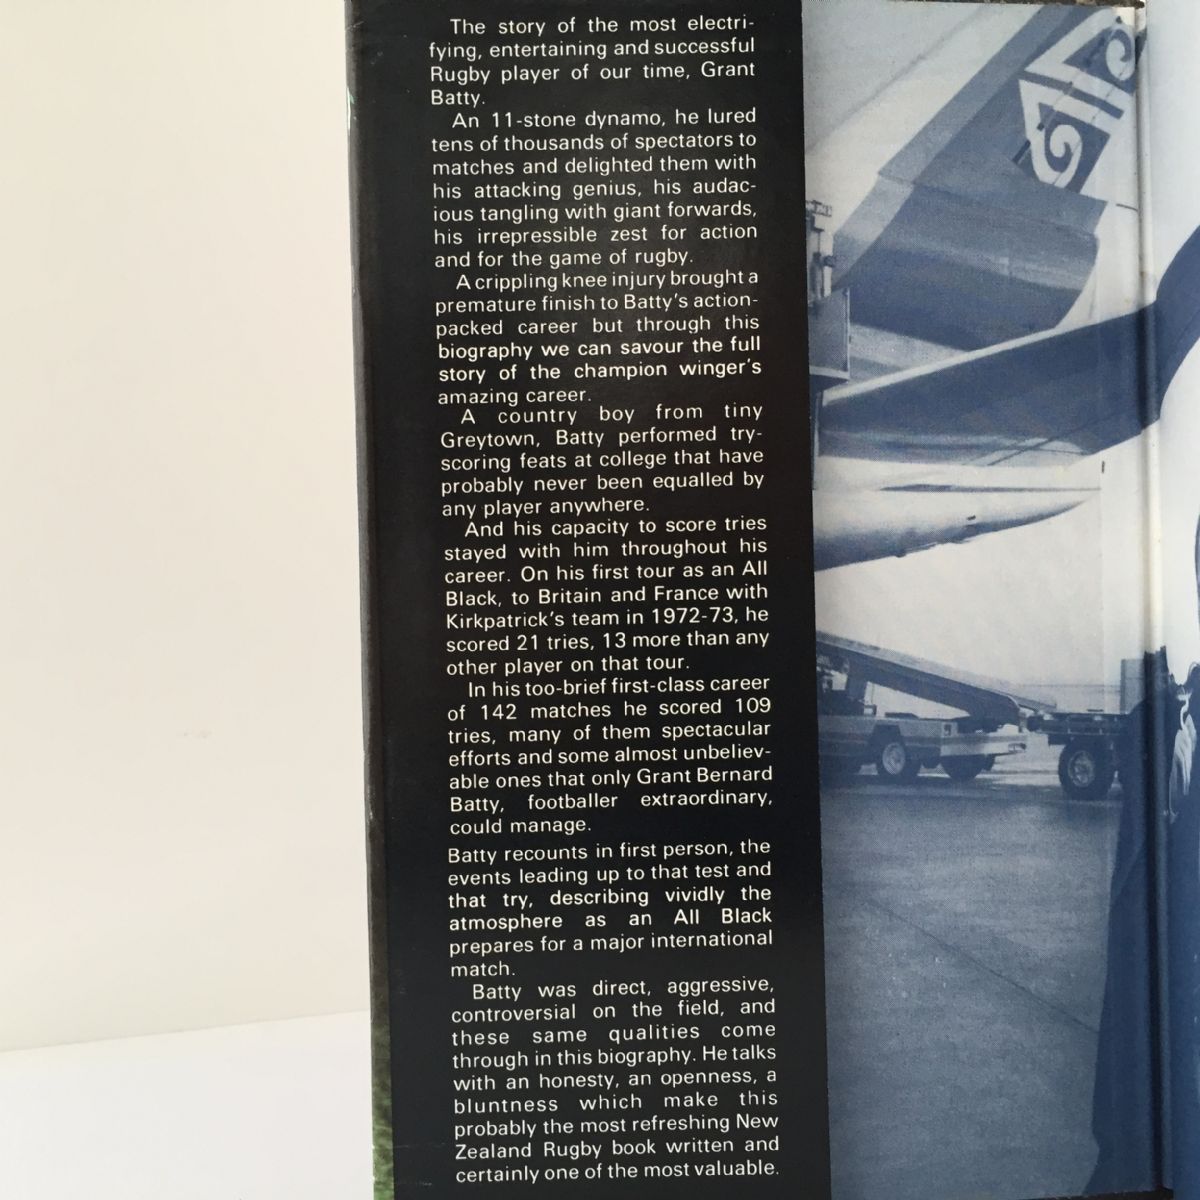 The story of the most electri-
fying, entertaining and successful
Rugby player of our time, Grant
Batty.
An 11-stone dynamo, he lured
tens of thousands of spectators to
matches and delighted them with
his attacking genius, his audac-
ious tangling with giant forwards,
his irrepressible zest for action
and for the game of rugby.
A crippling knee injury brought a
premature finish to Batty's action-
packed career but through this
biography we can savour the full
story of the champion winger's
amazing career.
A country boy from tiny
Greytown, Batty performed try-
scoring feats at college that have
probably never been equalled by
any player anywhere.
And his capacity to score tries
stayed with him throughout his
career. On his first tour as an All
Black, to Britain and France with
Kirkpatrick's team in 1972-73, he
scored 21 tries, 13 more than any
other player on that tour.
In his too-brief first-class career
of 142 matches he scored 109
tries, many of them spectacular
efforts and some almost unbeliev-
able ones that only Grant Bernard
Batty, footballer extraordinary,
could manage.
Batty recounts in first person, the
events leading up to that test and
that try, describing vividly the
atmosphere as an All Black
prepares for a major international
match.
Batty was direct, aggressive,
controversial on the field, and
these same qualities come
through in this biography. He talks
with an honesty, an openness, a
bluntness which make this
probably the most refreshing New
Zealand Rugby book written and
certainly one of the most valuable.